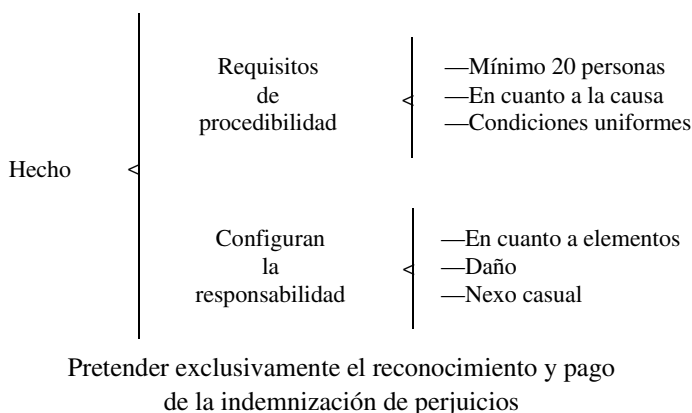 Hecho
Requisitos
de
procedibilidad
—Mínimo 20 personas
—En cuanto a la causa
—Condiciones uniformes
Configuran
la
responsabilidad
—En cuanto a elementos
—Daño
—Nexo casual
Pretender exclusivamente el reconocimiento y pago
de la indemnización de perjuicios